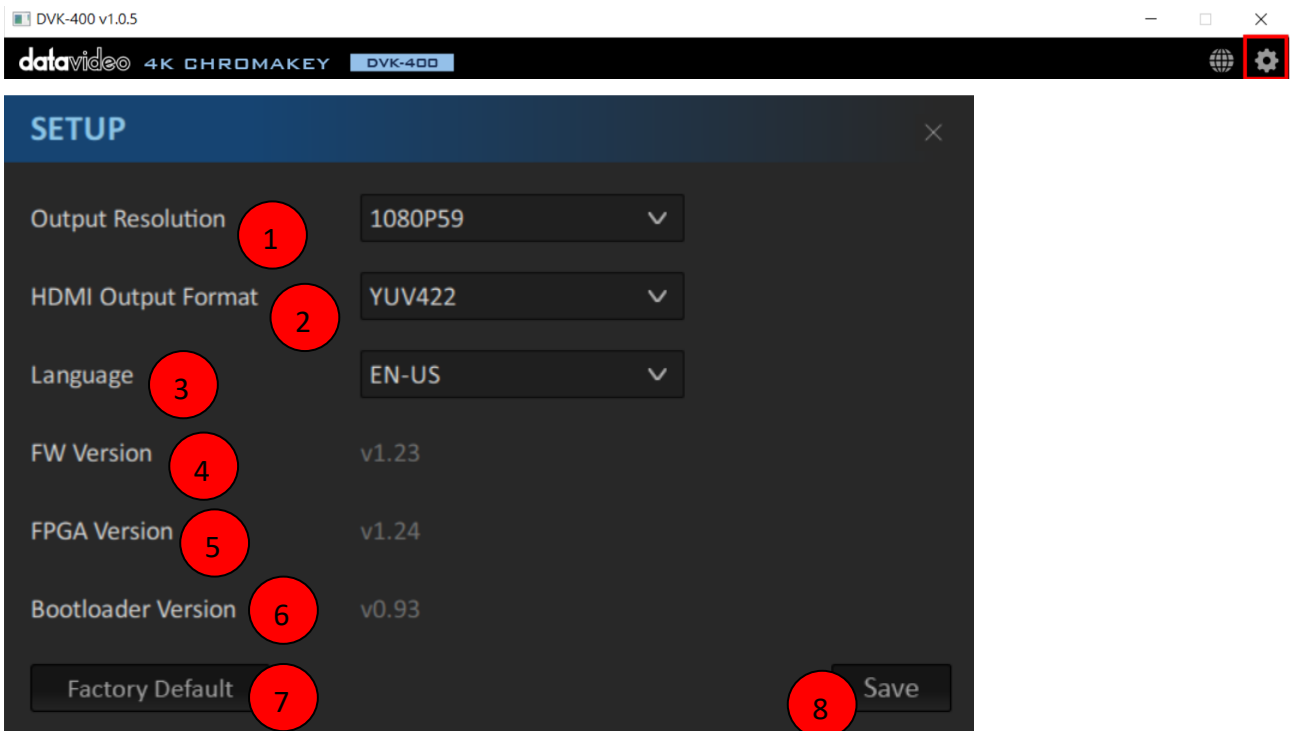 DVK-400 v1.0.5
datavideo 4K CHROMAKEY DVK-400
SETUP
Output Resolution 1 1080P59
HDMI Output Format 2 YUV422
Language 3 EN-US
FW Version 4 v1.23
FPGA Version 5 v1.24
Bootloader Version 6 v0.93
Factory Default 7 8 Save